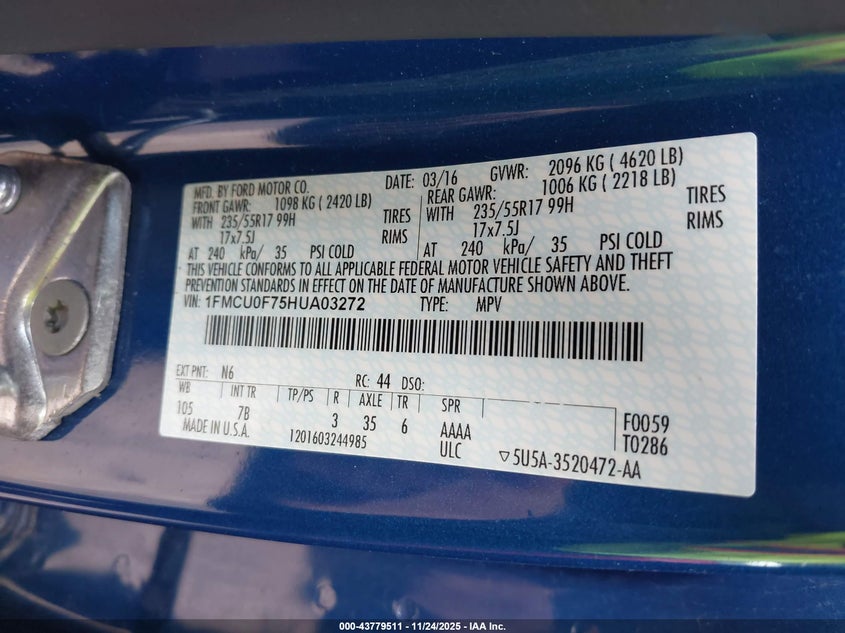 MFD. BY FORD MOTOR CO. DATE: 03/16 GVWR: 2096 KG ( 4620 LB)
FRONT GAWR: 1098 KG ( 2420 LB) REAR GAWR: 1006 KG ( 2218 LB)
WITH 235/55R17 99H TIRES WITH 235/55R17 99H TIRES
17x7.5J RIMS 17x7.5J RIMS
AT 240 kPa/ 35 PSI COLD AT 240 kPa/ 35 PSI COLD
THIS VEHICLE CONFORMS TO ALL APPLICABLE FEDERAL MOTOR VEHICLE SAFETY AND THEFT
PREVENTION STANDARDS IN EFFECT ON THE DATE OF MANUFACTURE SHOWN ABOVE.
VIN: 1FMCU0F75HUA03272 TYPE: MPV
EXT PNT: N6 RC: 44 DSO:
WB INT TR TP/PS R AXLE TR SPR
105 7B 3 35 6 AAAA F0059
MADE IN U.S.A. 1201603244985 ULC T0286
▽5U5A-3520472-AA
000-43779511 - 11/24/2025 - IAA Inc.